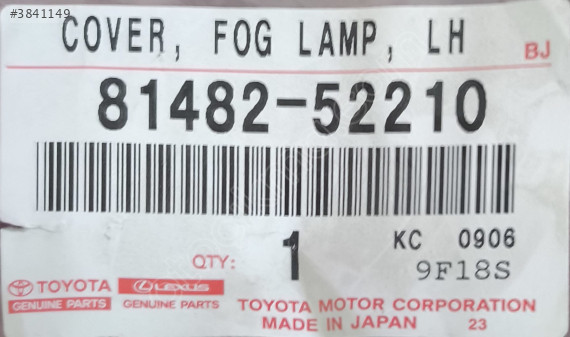 #3841149
COVER, FOG LAMP, LH
BJ
81482-52210
QTY: 1
KC 0906
9F18S
TOYOTA
GENUINE PARTS
LEXUS
GENUINE PARTS
TOYOTA MOTOR CORPORATION
MADE IN JAPAN 23